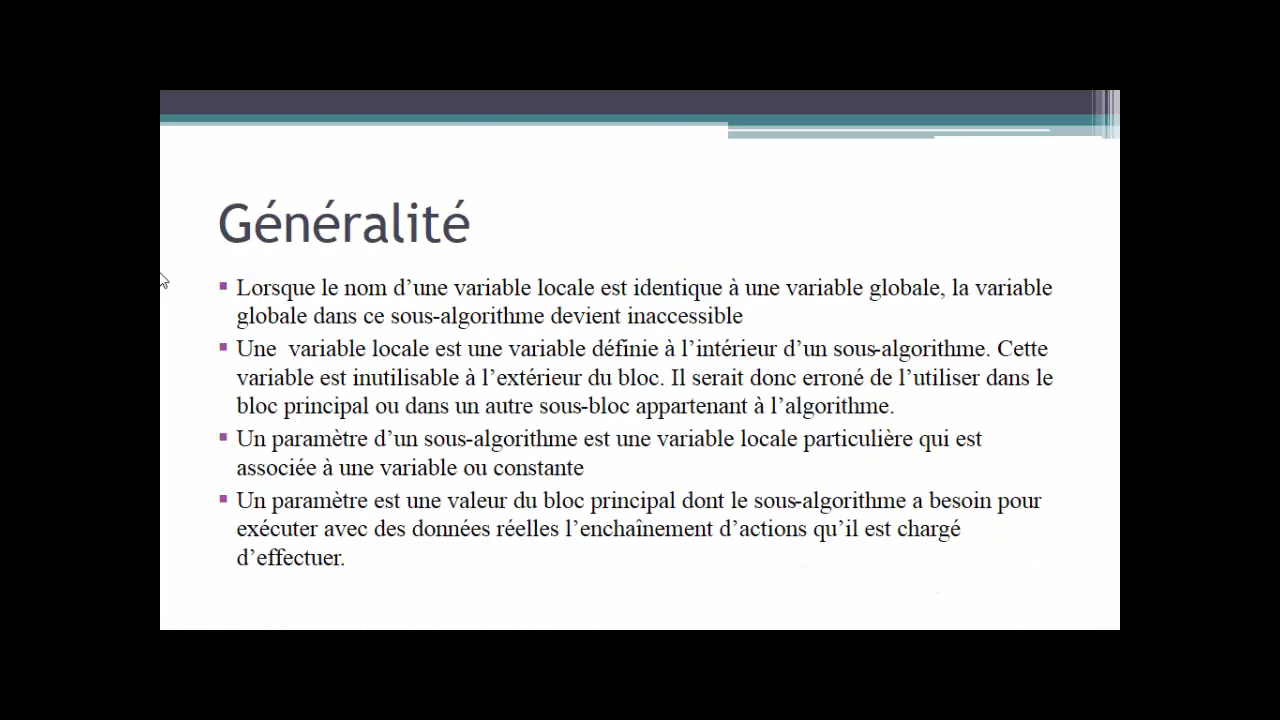 Généralité
Lorsque le nom d’une variable locale est identique à une variable globale, la variable
globale dans ce sous-algorithme devient inaccessible
Une  variable locale est une variable définie à l’intérieur d’un sous-algorithme. Cette
variable est inutilisable à l’extérieur du bloc. Il serait donc erroné de l’utiliser dans le
bloc principal ou dans un autre sous-bloc appartenant à l’algorithme.
Un paramètre d’un sous-algorithme est une variable locale particulière qui est
associée à une variable ou constante
Un paramètre est une valeur du bloc principal dont le sous-algorithme a besoin pour
exécuter avec des données réelles l’enchaînement d’actions qu’il est chargé
d’effectuer.